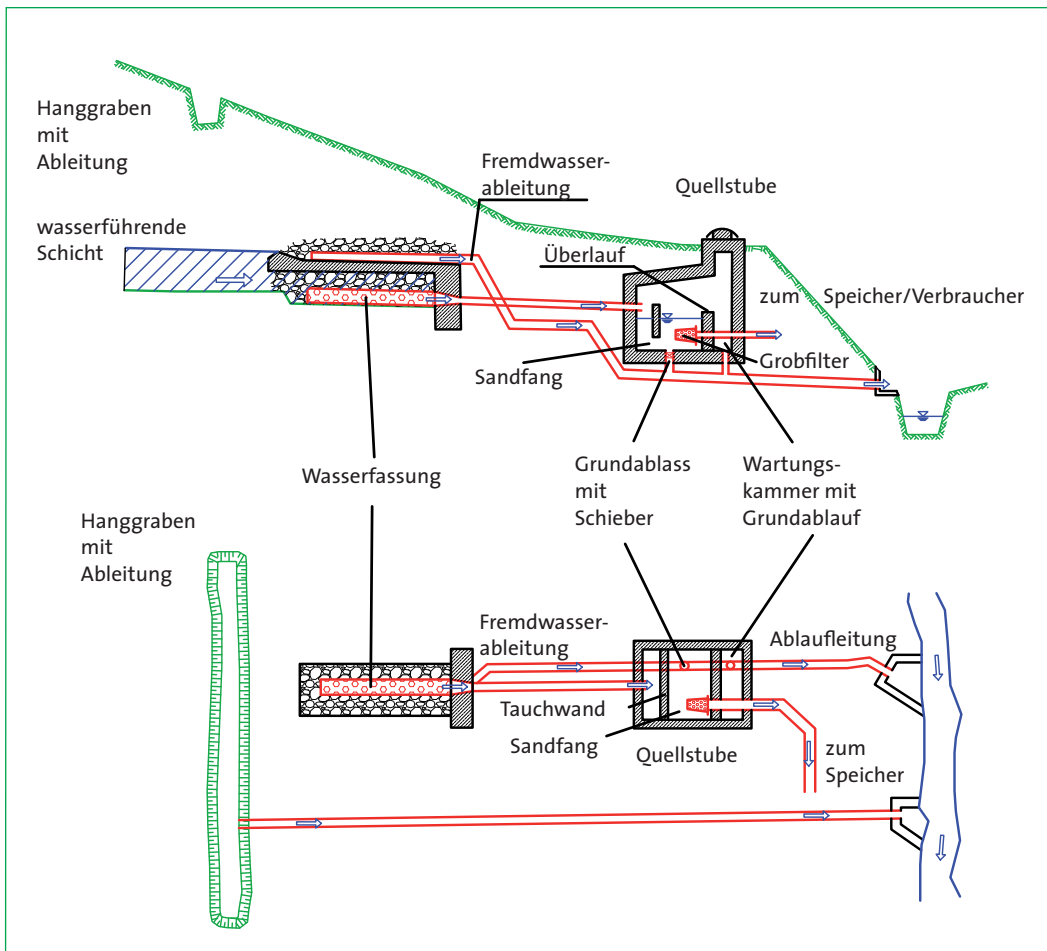 Hanggraben
mit
Ableitung
Fremdwasser-
ableitung
Quellstube
wasserführende
Schicht
Überlauf
zum Speicher/Verbraucher
Sandfang
Grobfilter
Wasserfassung
Grundablass
mit
Schieber
Wartungs-
kammer mit
Grundablauf
Hanggraben
mit
Ableitung
Fremdwasser-
ableitung
Ablaufleitung
Tauchwand
Sandfang
Quellstube
zum
Speicher